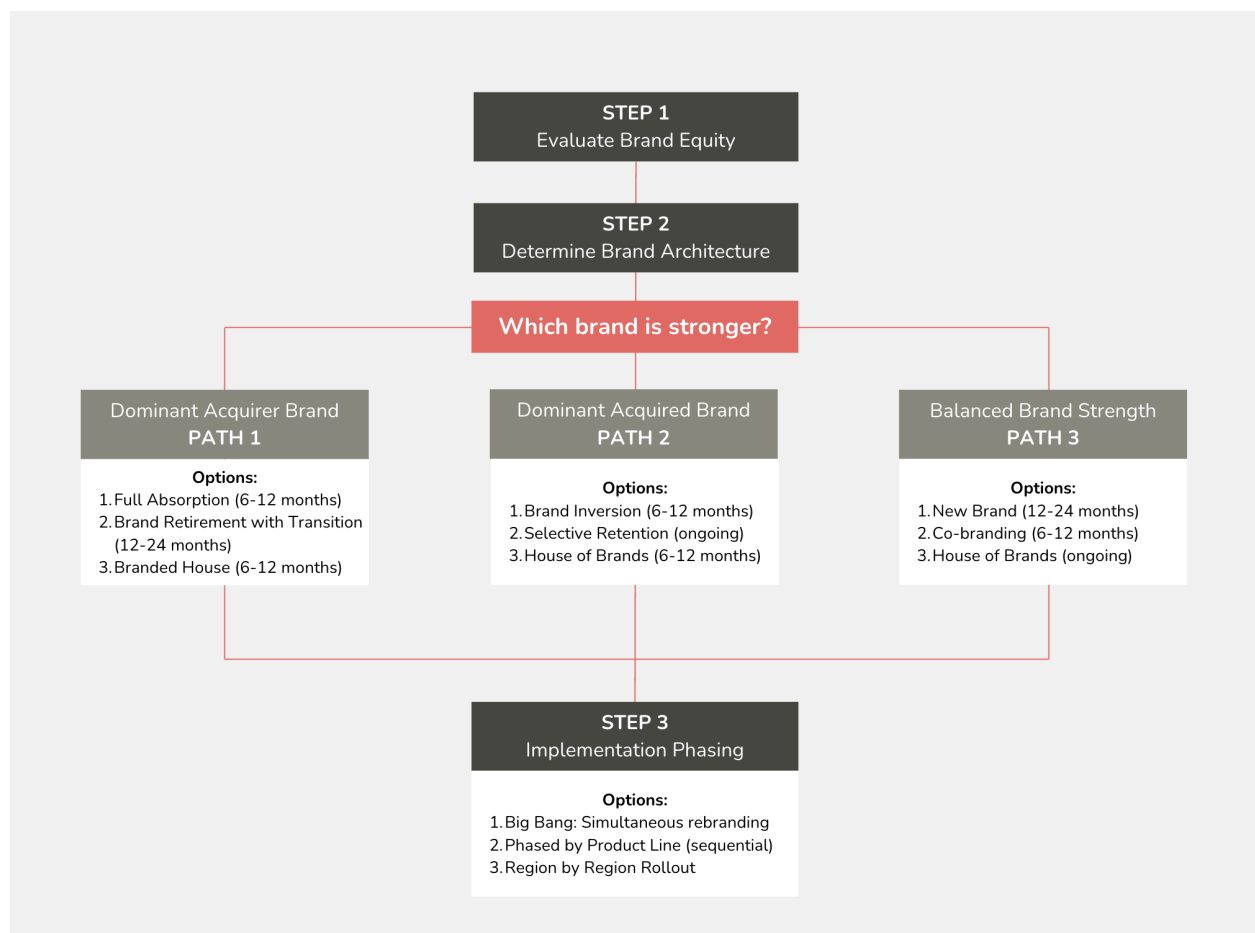 STEP 1
Evaluate Brand Equity
STEP 2
Determine Brand Architecture
Which brand is stronger?
Dominant Acquirer Brand
PATH 1
Options:
1. Full Absorption (6-12 months)
2. Brand Retirement with Transition
(12-24 months)
3. Branded House (6-12 months)
Dominant Acquired Brand
PATH 2
Options:
1. Brand Inversion (6-12 months)
2. Selective Retention (ongoing)
3. House of Brands (6-12 months)
Balanced Brand Strength
PATH 3
Options:
1. New Brand (12-24 months)
2. Co-branding (6-12 months)
3. House of Brands (ongoing)
STEP 3
Implementation Phasing
Options:
1. Big Bang: Simultaneous rebranding
2. Phased by Product Line (sequential)
3. Region by Region Rollout